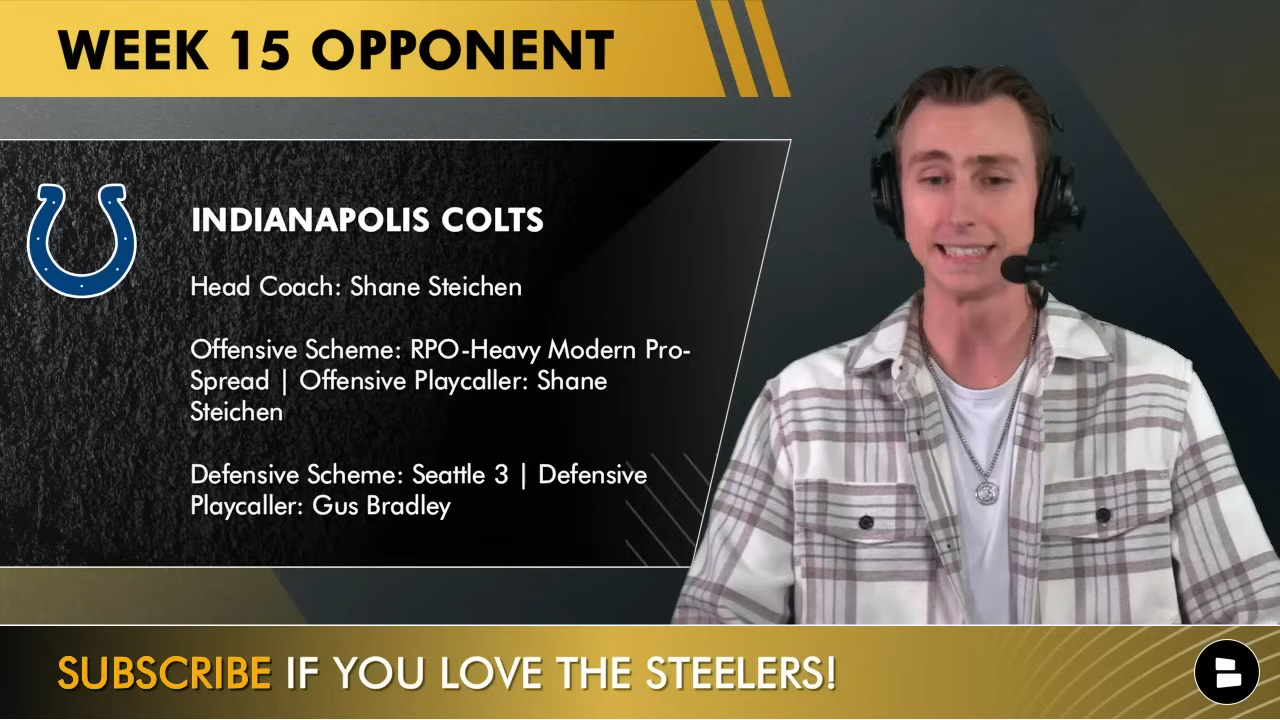 WEEK 15 OPPONENT
INDIANAPOLIS COLTS
Head Coach: Shane Steichen
Offensive Scheme: RPO-Heavy Modern Pro-
Spread | Offensive Playcaller: Shane
Steichen
Defensive Scheme: Seattle 3 | Defensive
Playcaller: Gus Bradley
SUBSCRIBE IF YOU LOVE THE STEELERS!